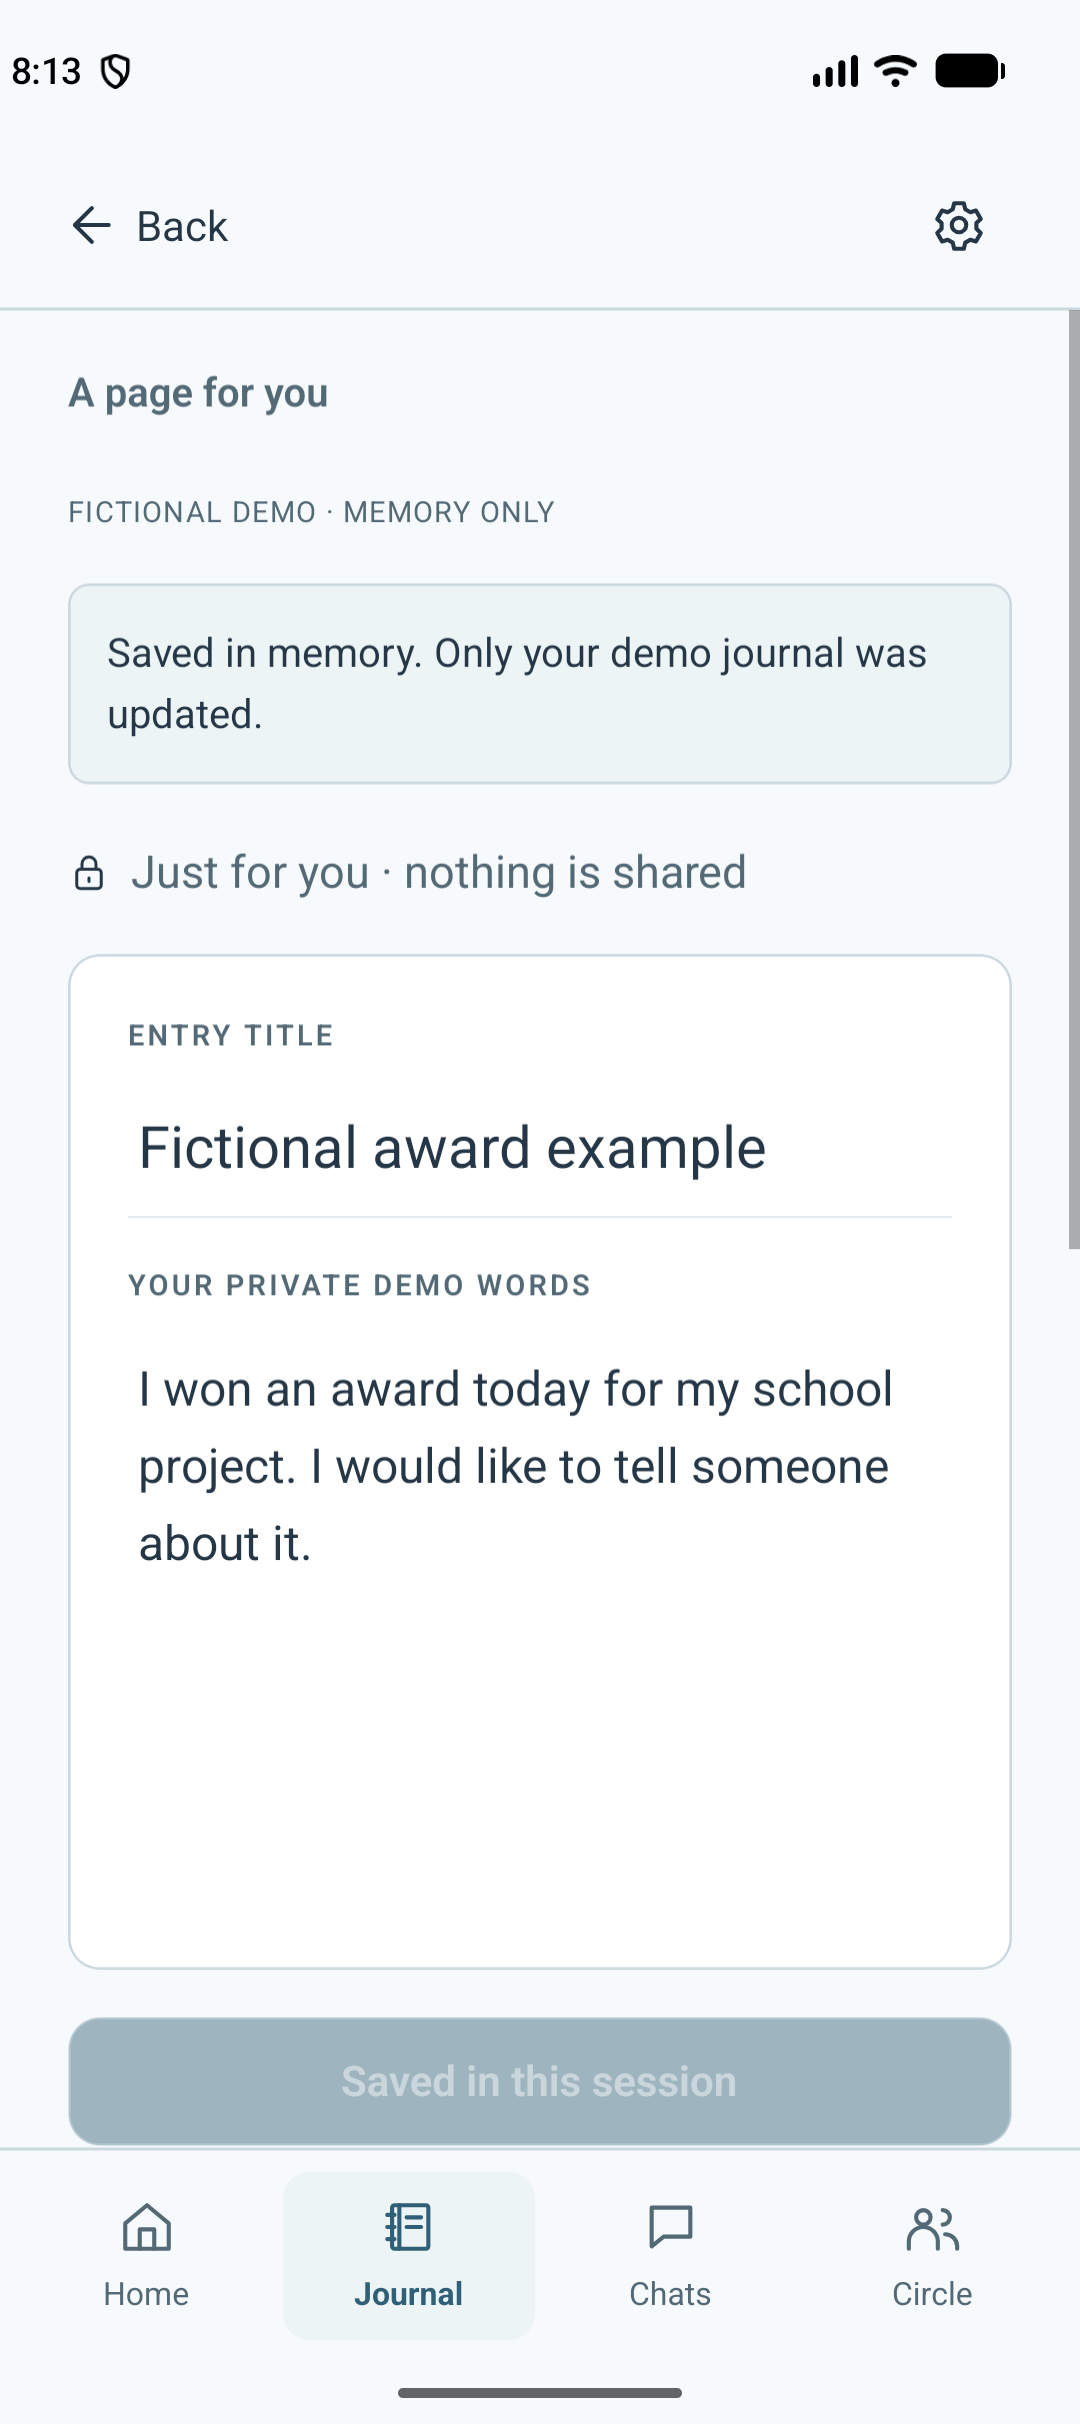 8:13
Back
A page for you
FICTIONAL DEMO · MEMORY ONLY
Saved in memory. Only your demo journal was
updated.
Just for you · nothing is shared
ENTRY TITLE
Fictional award example
YOUR PRIVATE DEMO WORDS
I won an award today for my school
project. I would like to tell someone
about it.
Saved in this session
Home
Journal
Chats
Circle